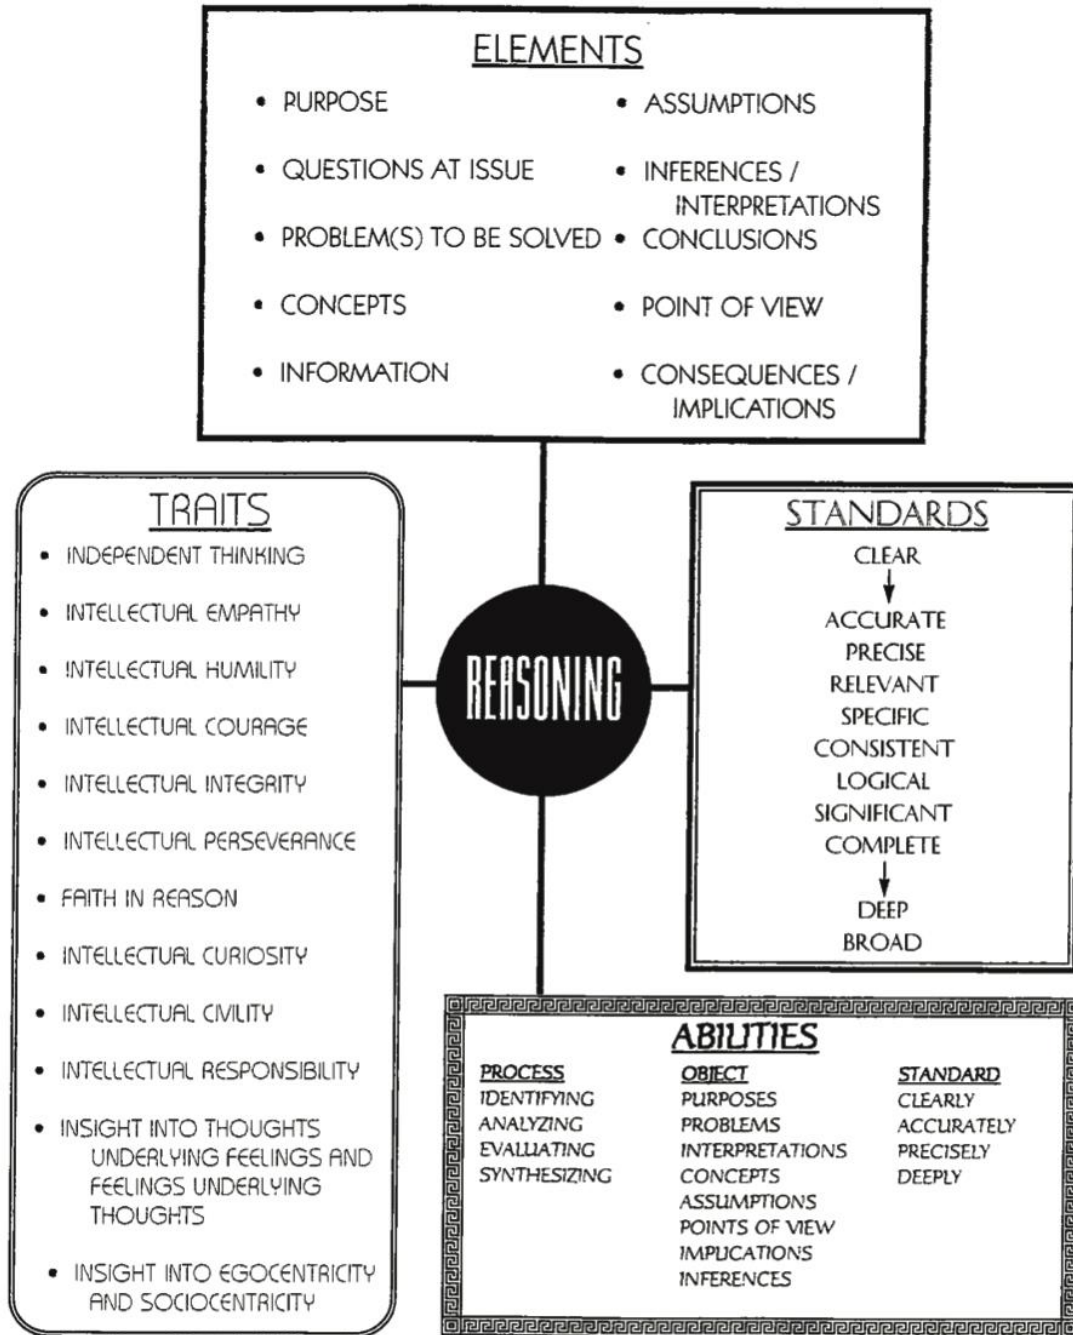 ELEMENTS
• PURPOSE
• QUESTIONS AT ISSUE
• PROBLEM(S) TO BE SOLVED
• CONCEPTS
• INFORMATION
• ASSUMPTIONS
• INFERENCES /
INTERPRETATIONS
• CONCLUSIONS
• POINT OF VIEW
• CONSEQUENCES /
IMPLICATIONS
TRAITS
• INDEPENDENT THINKING
• INTELLECTUAL EMPATHY
• INTELLECTUAL HUMILITY
• INTELLECTUAL COURAGE
• INTELLECTUAL INTEGRITY
• INTELLECTUAL PERSEVERANCE
• FAITH IN REASON
• INTELLECTUAL CURIOSITY
• INTELLECTUAL CIVILITY
• INTELLECTUAL RESPONSIBILITY
• INSIGHT INTO THOUGHTS
UNDERLYING FEELINGS AND
FEELINGS UNDERLYING
THOUGHTS
• INSIGHT INTO EGOCENTRICITY
AND SOCIOCENTRICITY
REASONING
STANDARDS
CLEAR
ACCURATE
PRECISE
RELEVANT
SPECIFIC
CONSISTENT
LOGICAL
SIGNIFICANT
COMPLETE
DEEP
BROAD
ABILITIES
PROCESS
IDENTIFYING
ANALYZING
EVALUATING
SYNTHESIZING
OBJECT
PURPOSES
PROBLEMS
INTERPRETATIONS
CONCEPTS
ASSUMPTIONS
POINTS OF VIEW
IMPLICATIONS
INFERENCES
STANDARD
CLEARLY
ACCURATELY
PRECISELY
DEEPLY